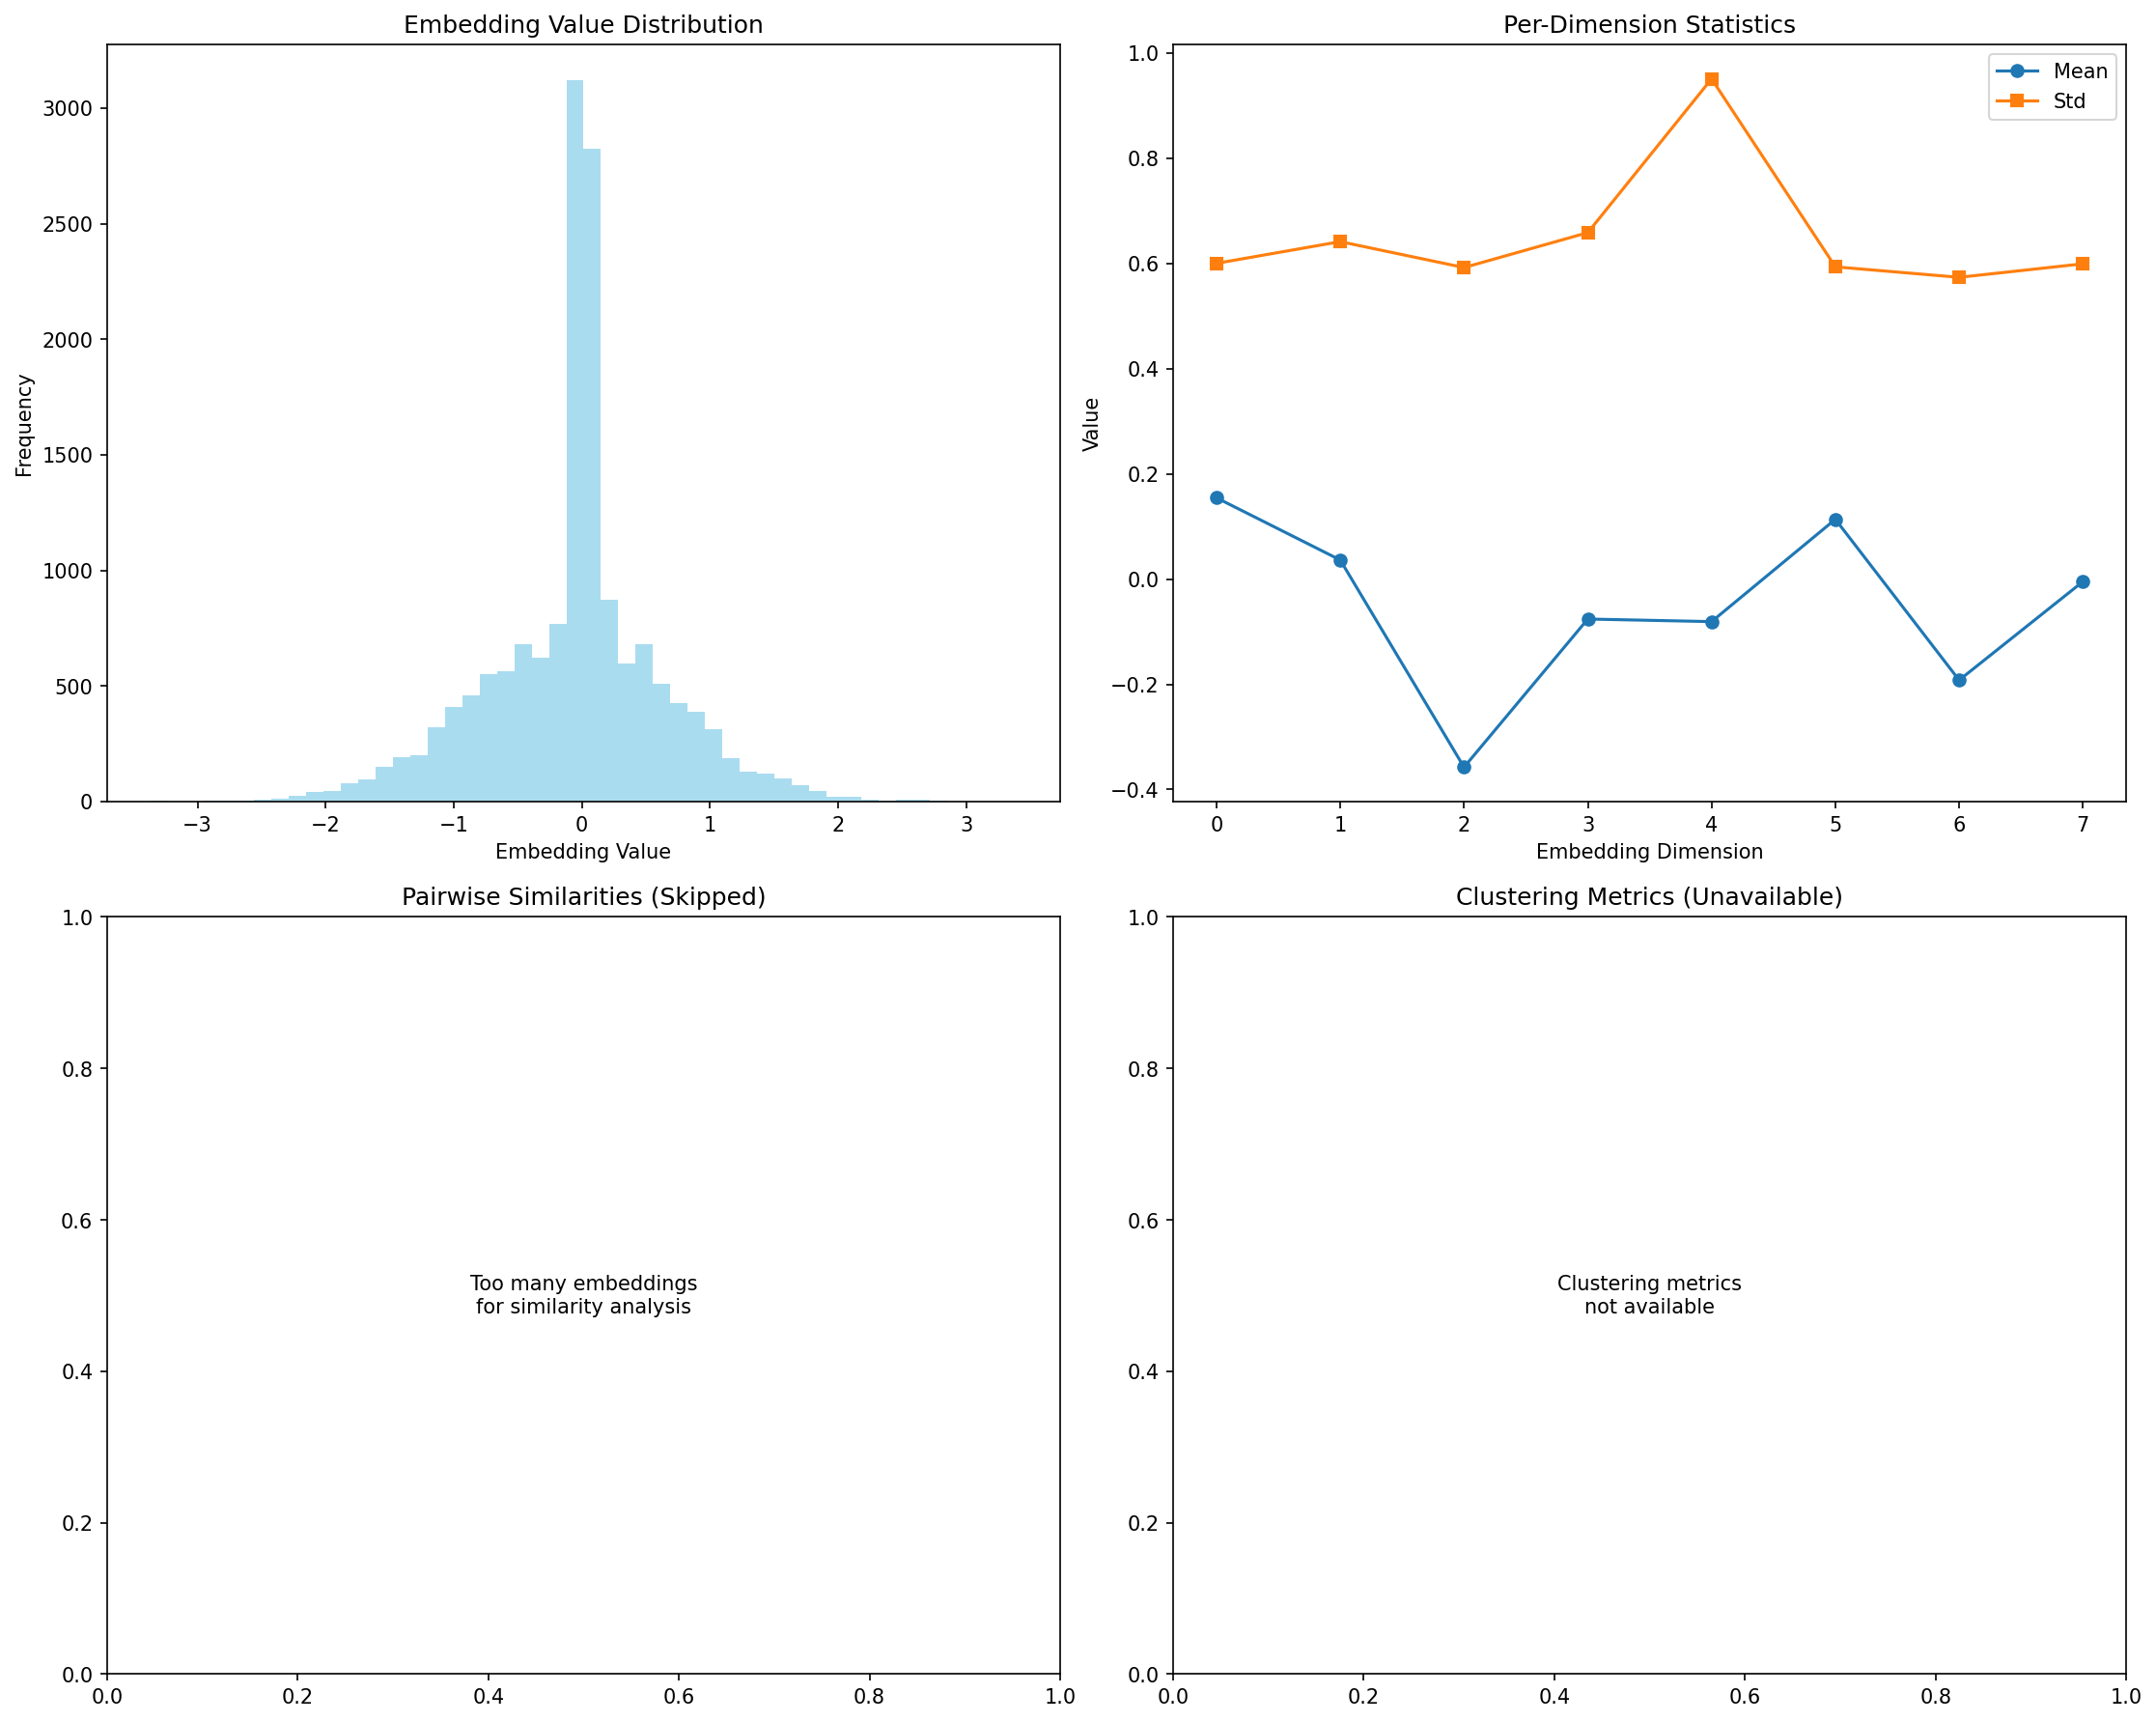 Embedding Value Distribution
3000
2500
2000
1500
1000
500
0
Frequency
−3 −2 −1 0 1 2 3
Embedding Value
Per-Dimension Statistics
Mean
Std
1.0
0.8
0.6
0.4
0.2
0.0
−0.2
−0.4
Value
0 1 2 3 4 5 6 7
Embedding Dimension
Pairwise Similarities (Skipped)
1.0
0.8
0.6
0.4
0.2
0.0
Too many embeddings
for similarity analysis
0.0 0.2 0.4 0.6 0.8 1.0
Clustering Metrics (Unavailable)
1.0
0.8
0.6
0.4
0.2
0.0
Clustering metrics
not available
0.0 0.2 0.4 0.6 0.8 1.0